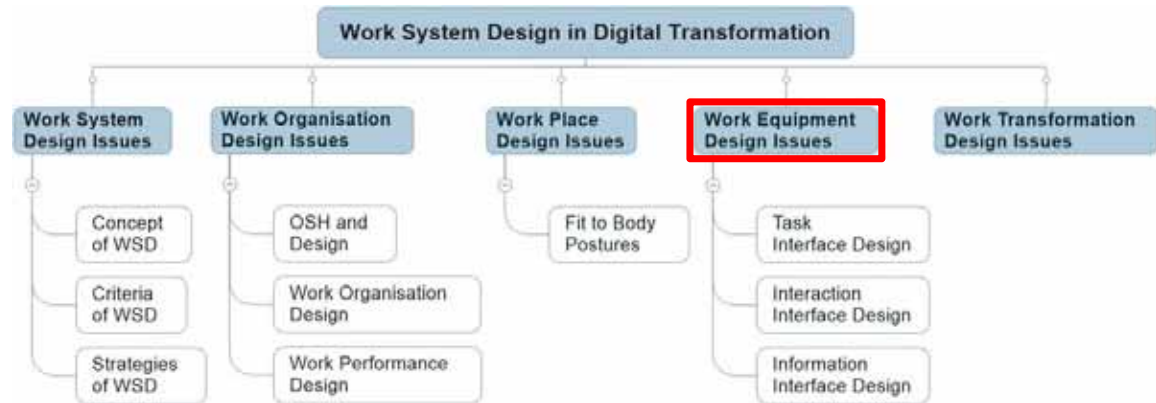 Work System Design in Digital Transformation
Work System
Design Issues
Work Organisation
Design Issues
Work Place
Design Issues
Work Equipment
Design Issues
Work Transformation
Design Issues
Concept
of WSD
Criteria
of WSD
Strategies
of WSD
OSH and
Design
Work Organisation
Design
Work Performance
Design
Fit to Body
Postures
Task
Interface Design
Interaction
Interface Design
Information
Interface Design